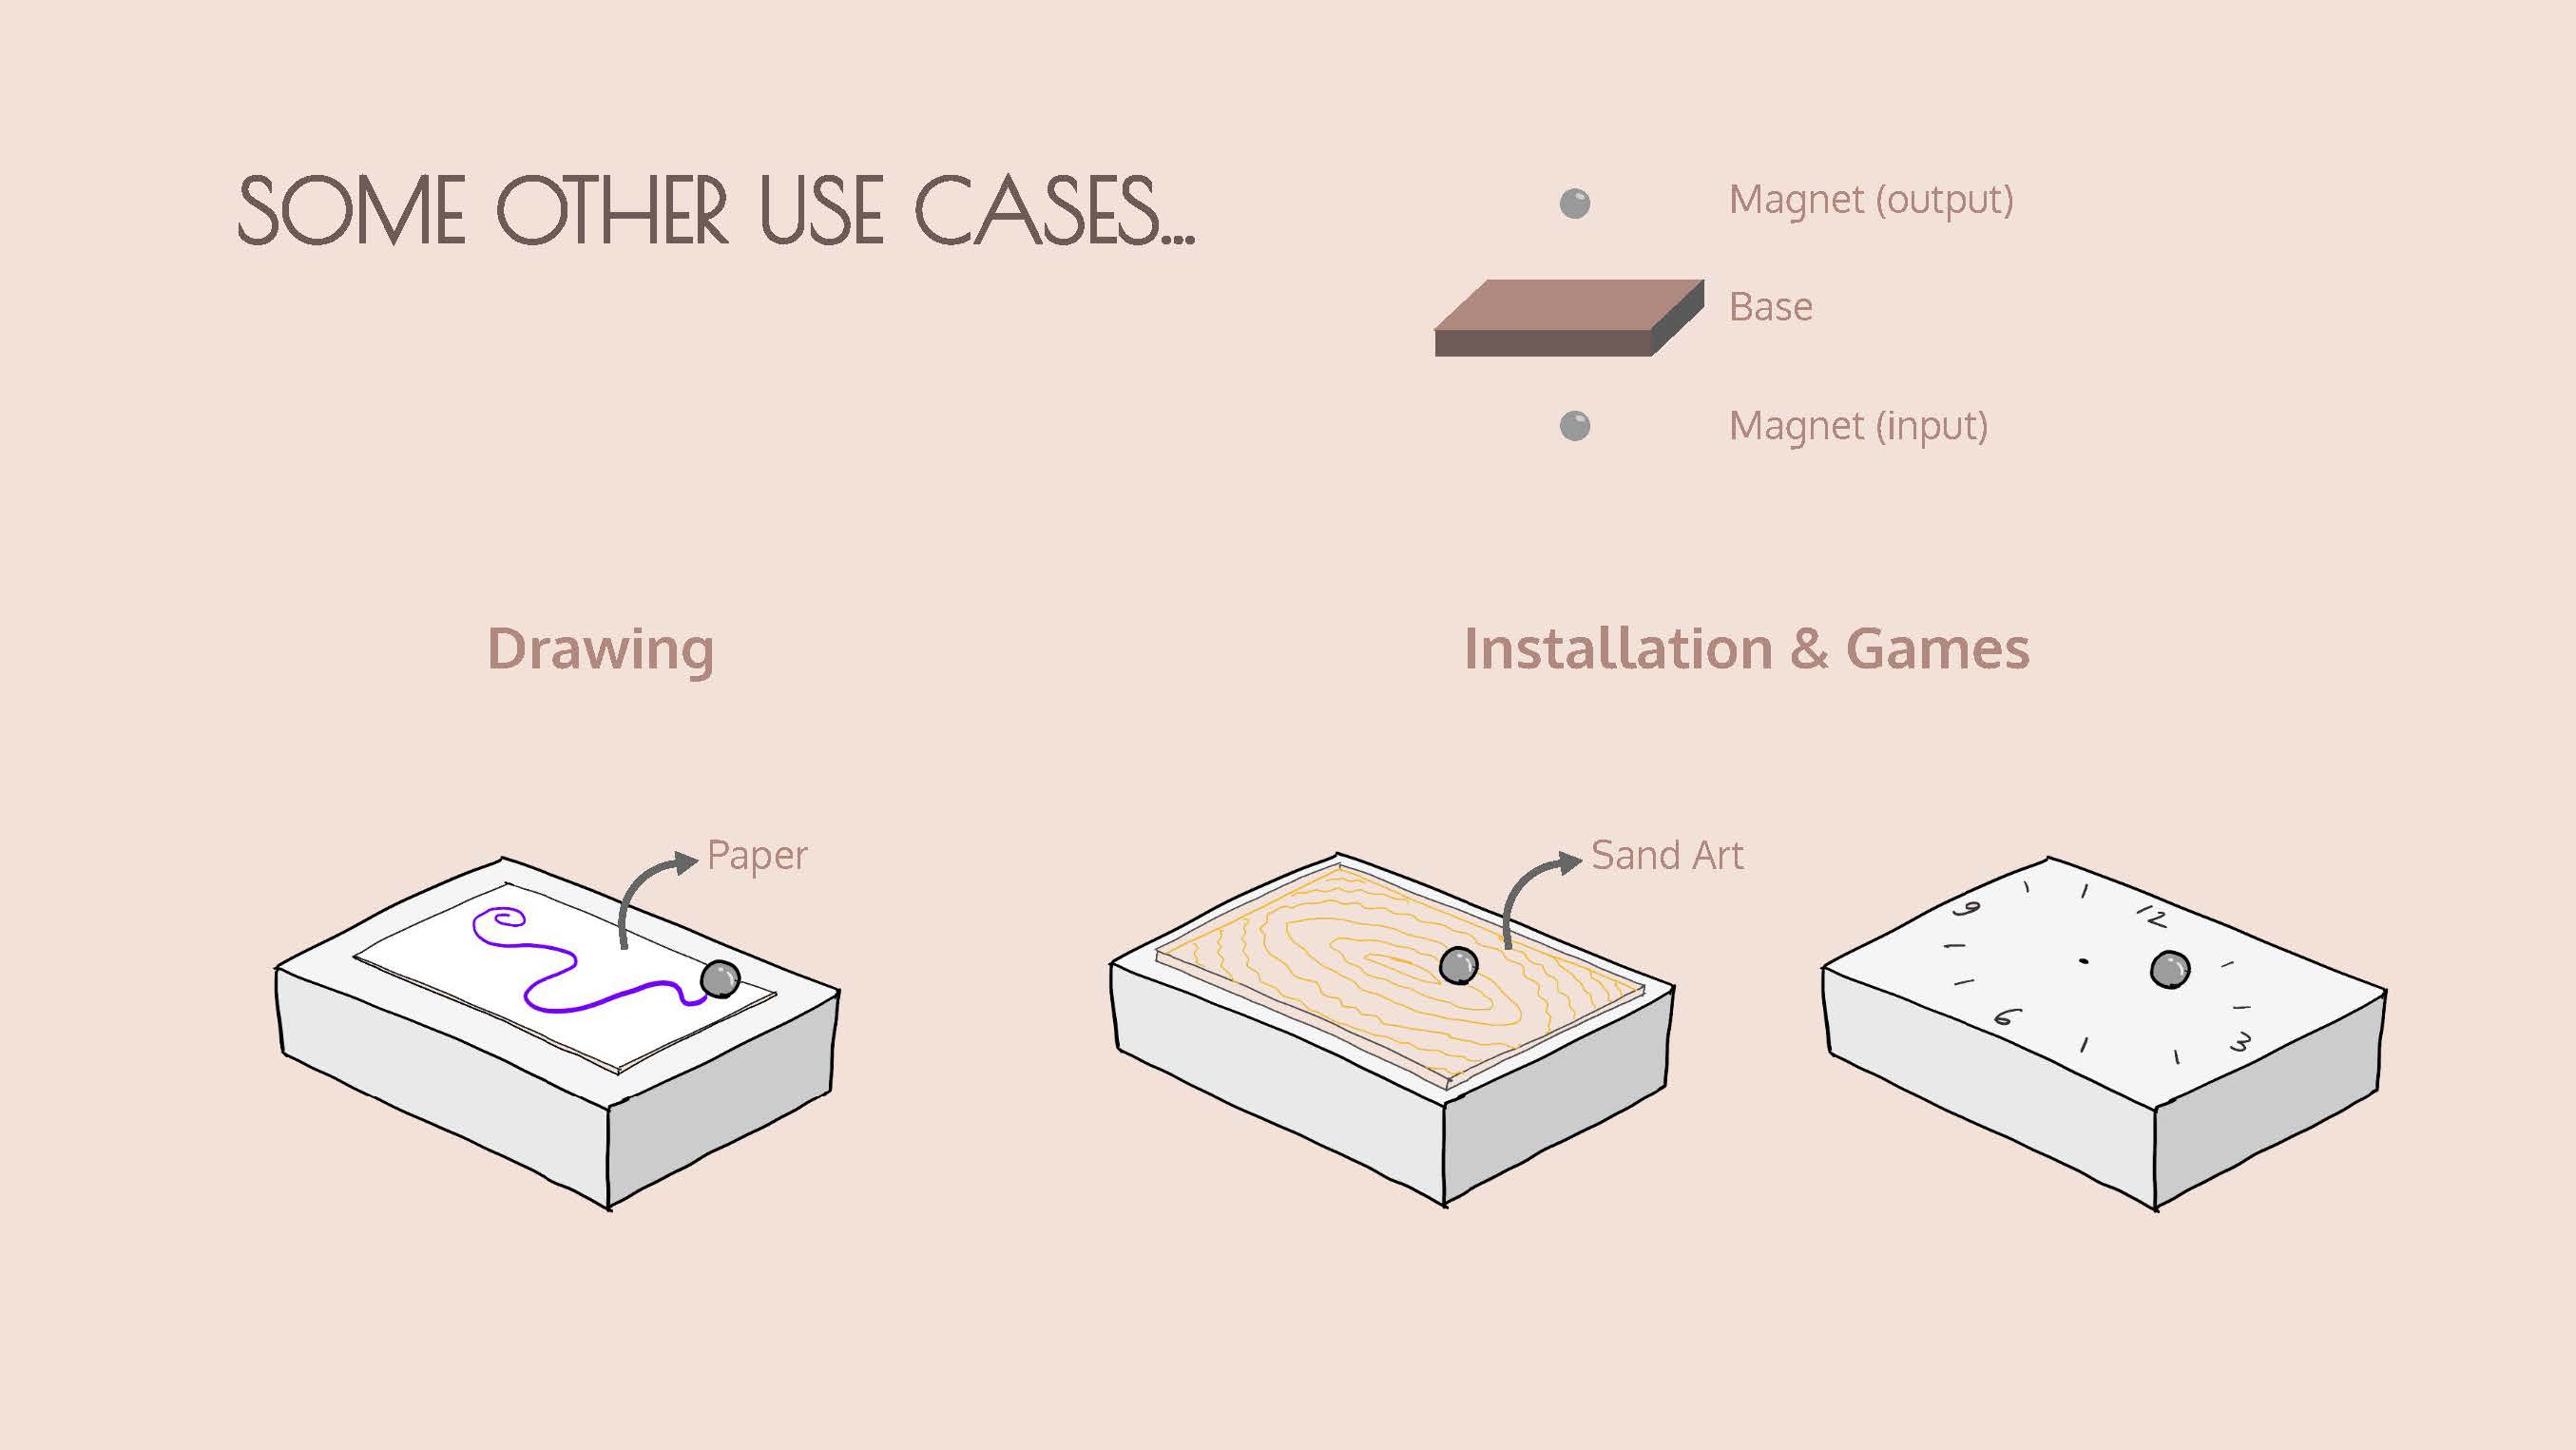 SOME OTHER USE CASES...
Magnet (output)
Base
Magnet (input)
Drawing
Installation & Games
Paper
Sand Art
9
12
6
3